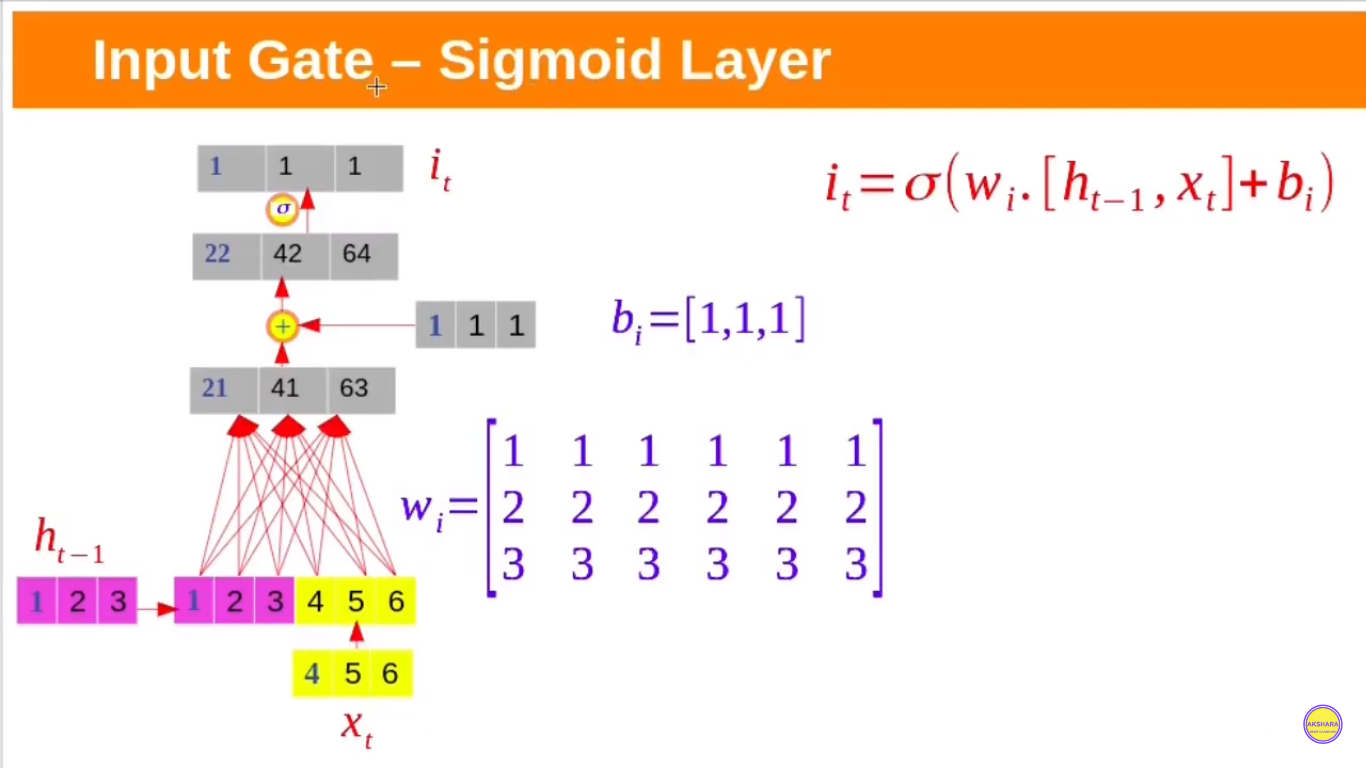 Input Gate – Sigmoid Layer
1 1 1 i_t
i_t=σ(w_i.[h_{t−1}, x_t]+b_i)
σ
22 42 64
+
1 1 1
b_i=[1,1,1]
21 41 63
w_i=
1 1 1 1 1 1
2 2 2 2 2 2
3 3 3 3 3 3
h_{t−1}
1 2 3
1 2 3 4 5 6
4 5 6
x_t
AKSHARA